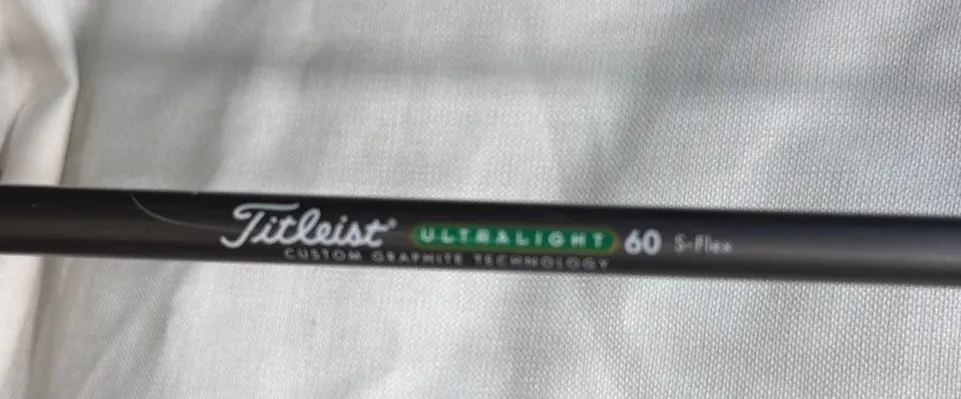 Titleist® ULTRALIGHT 60 S-Flex
CUSTOM GRAPHITE TECHNOLOGY